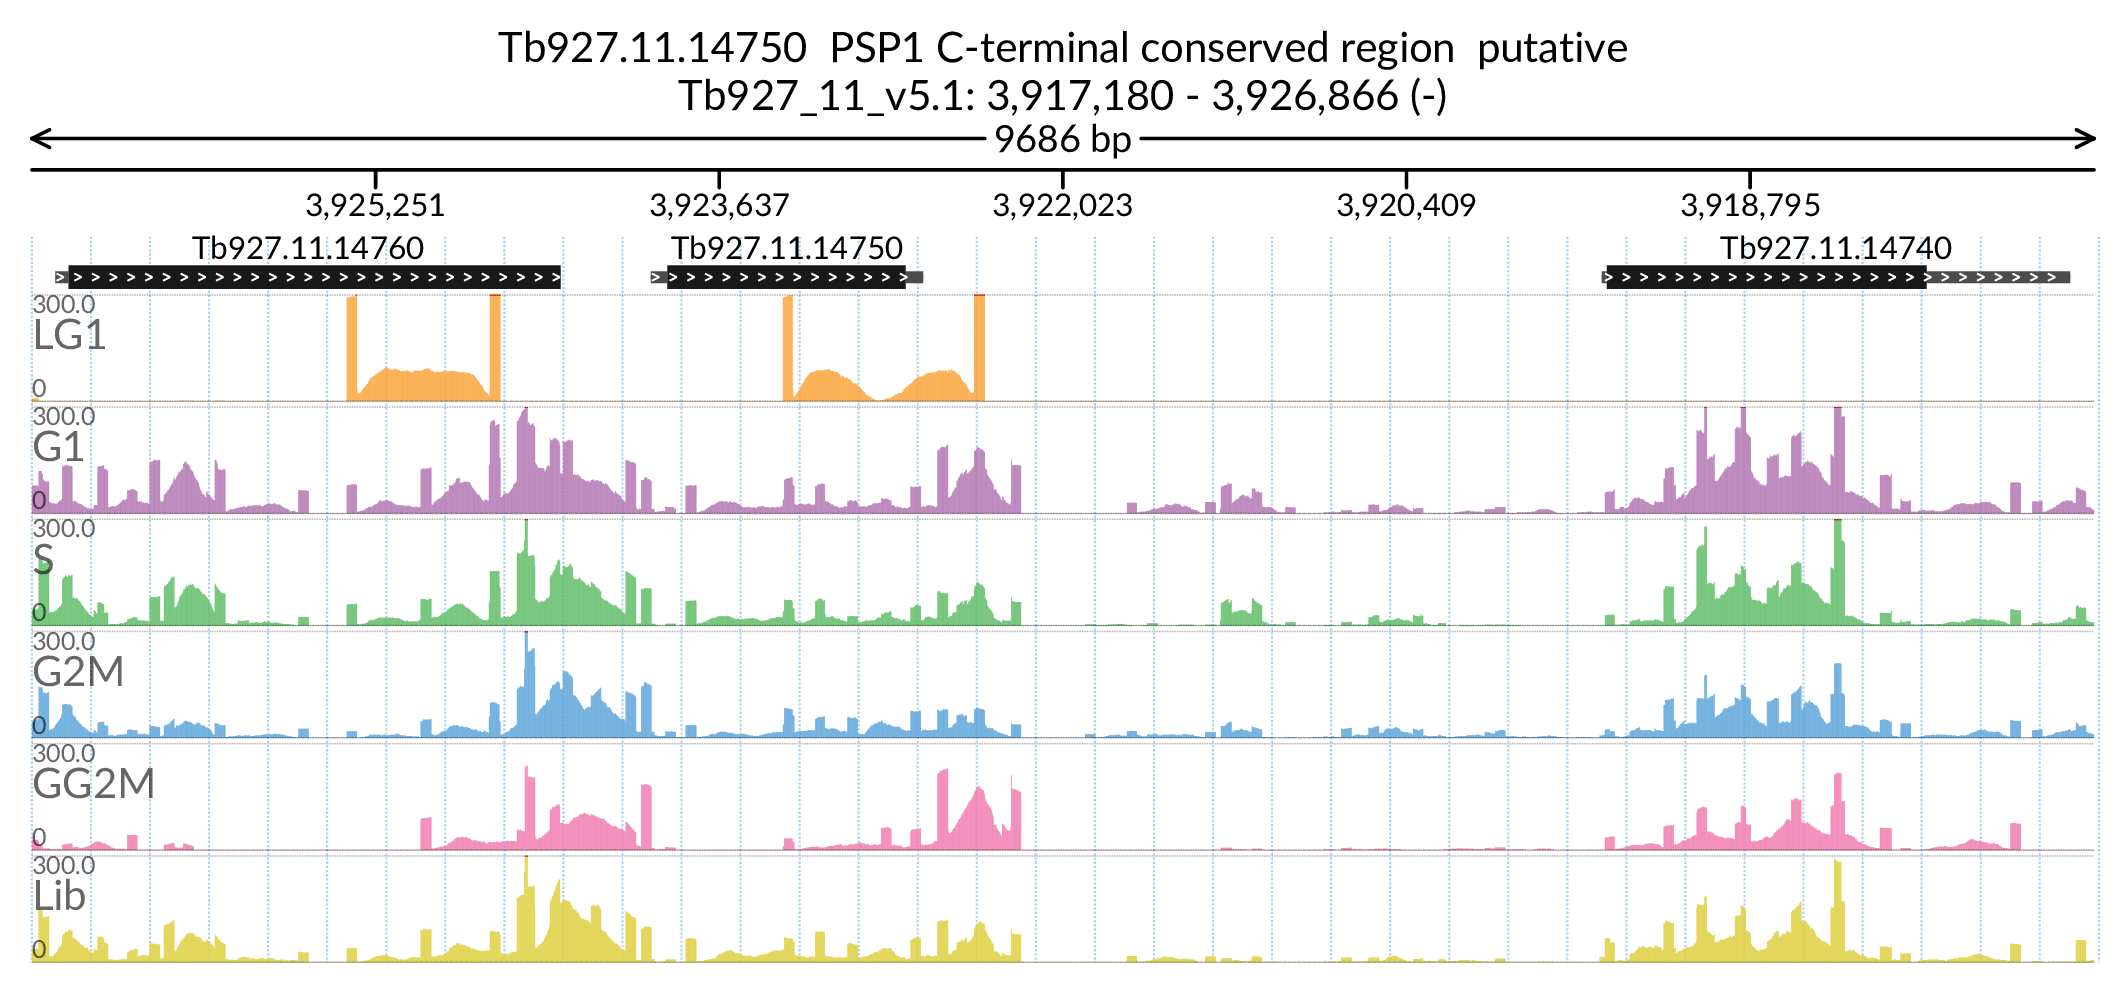 Tb927.11.14750 PSP1 C-terminal conserved region putative
Tb927_11_v5.1: 3,917,180 - 3,926,866 (-)
9686 bp
3,925,251 3,923,637 3,922,023 3,920,409 3,918,795
Tb927.11.14760 Tb927.11.14750 Tb927.11.14740
300.0
LG1
0
300.0
G1
0
300.0
S
0
300.0
G2M
0
300.0
GG2M
0
300.0
Lib
0